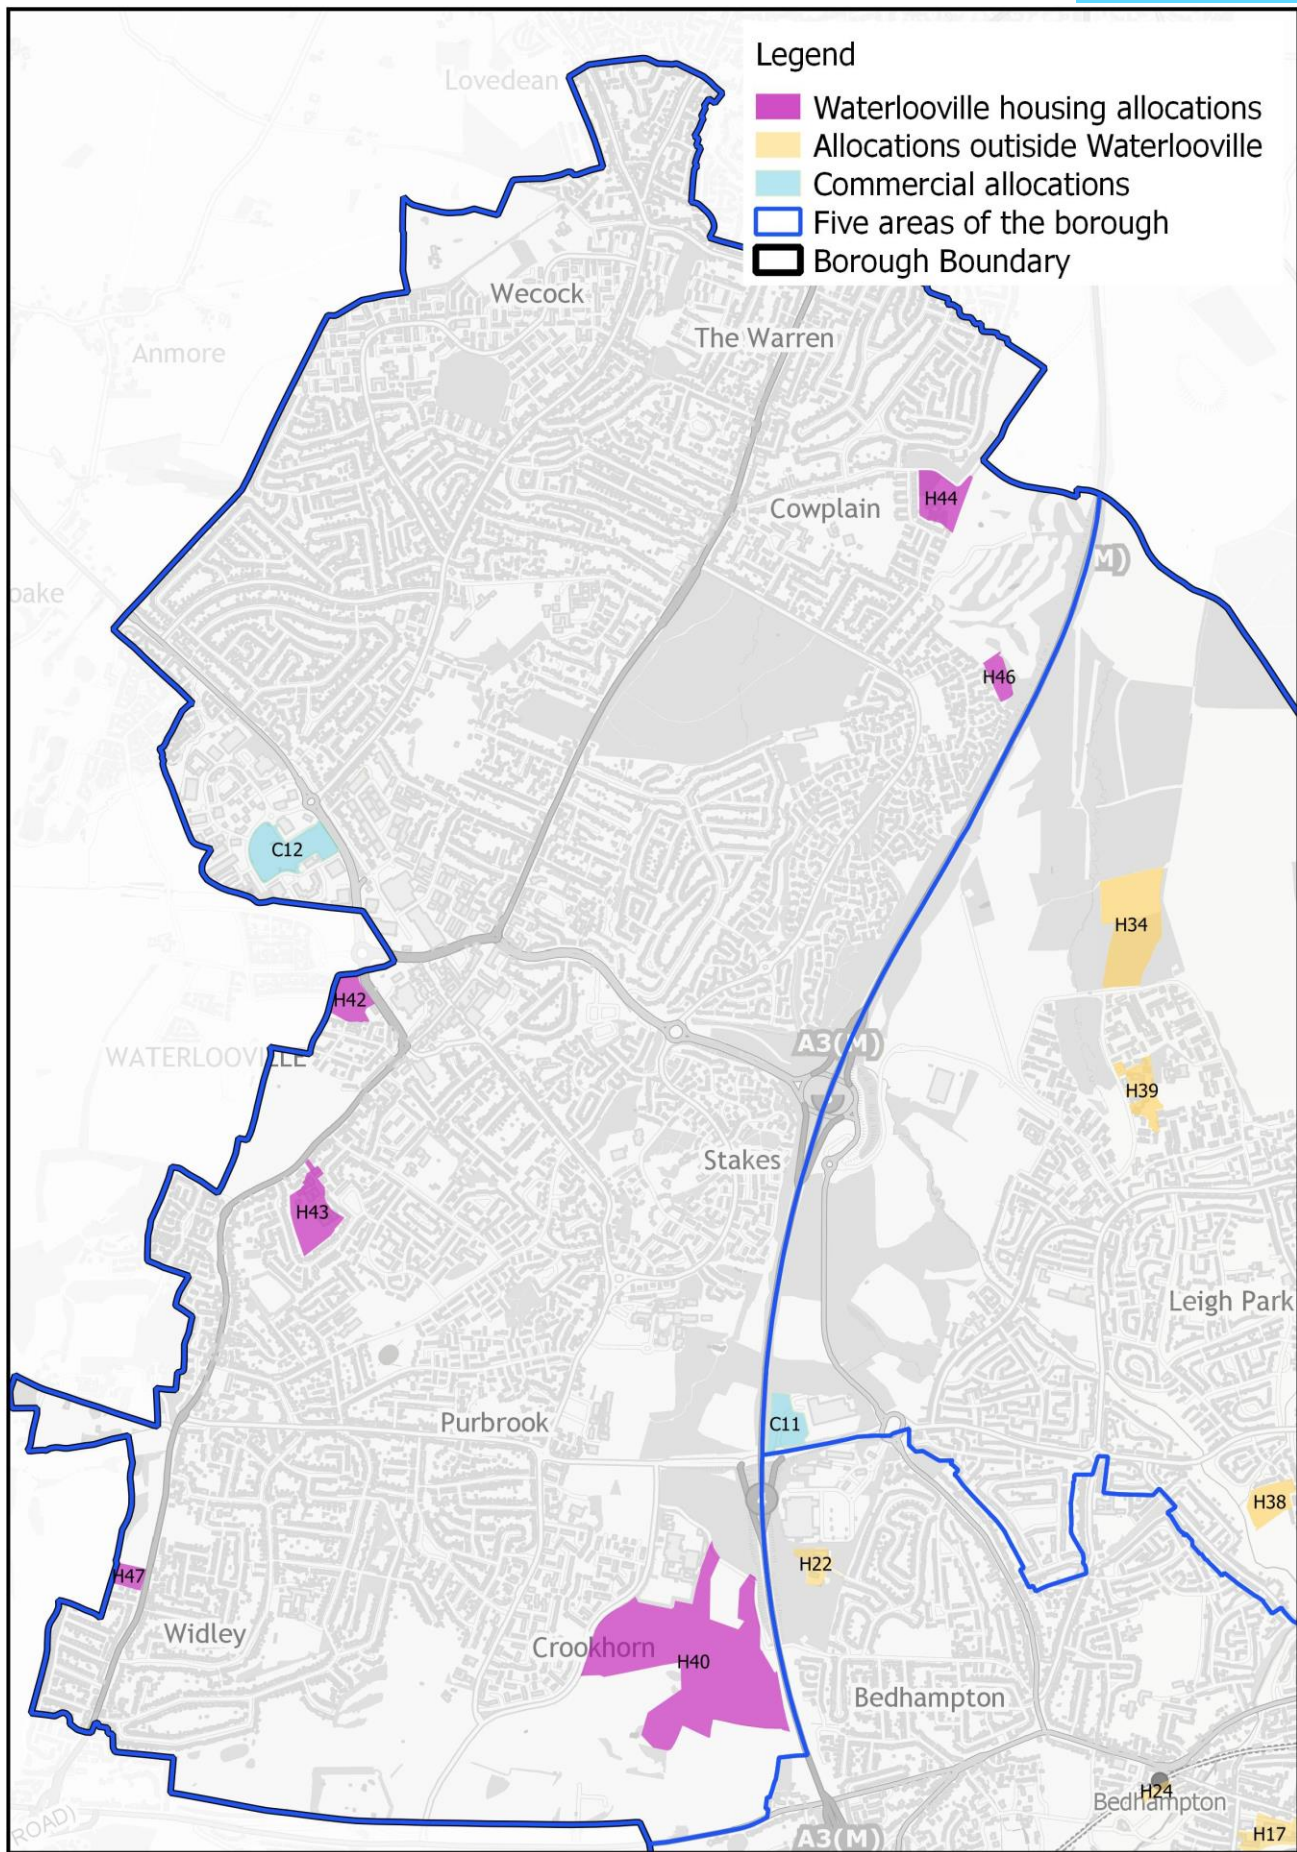 Legend
Waterlooville housing allocations
Allocations outiside Waterlooville
Commercial allocations
Five areas of the borough
Borough Boundary
Lovedean
Wecock
The Warren
Anmore
H44
Cowplain
M)
oake
H46
C12
H34
H42
A3(M)
WATERLOOVILLE
H39
Stakes
H43
Leigh Park
C11
Purbrook
H38
H22
H47
Widley
Crookhorn
H40
Bedhampton
H24
Bedhampton
ROAD)
A3(M)
H17